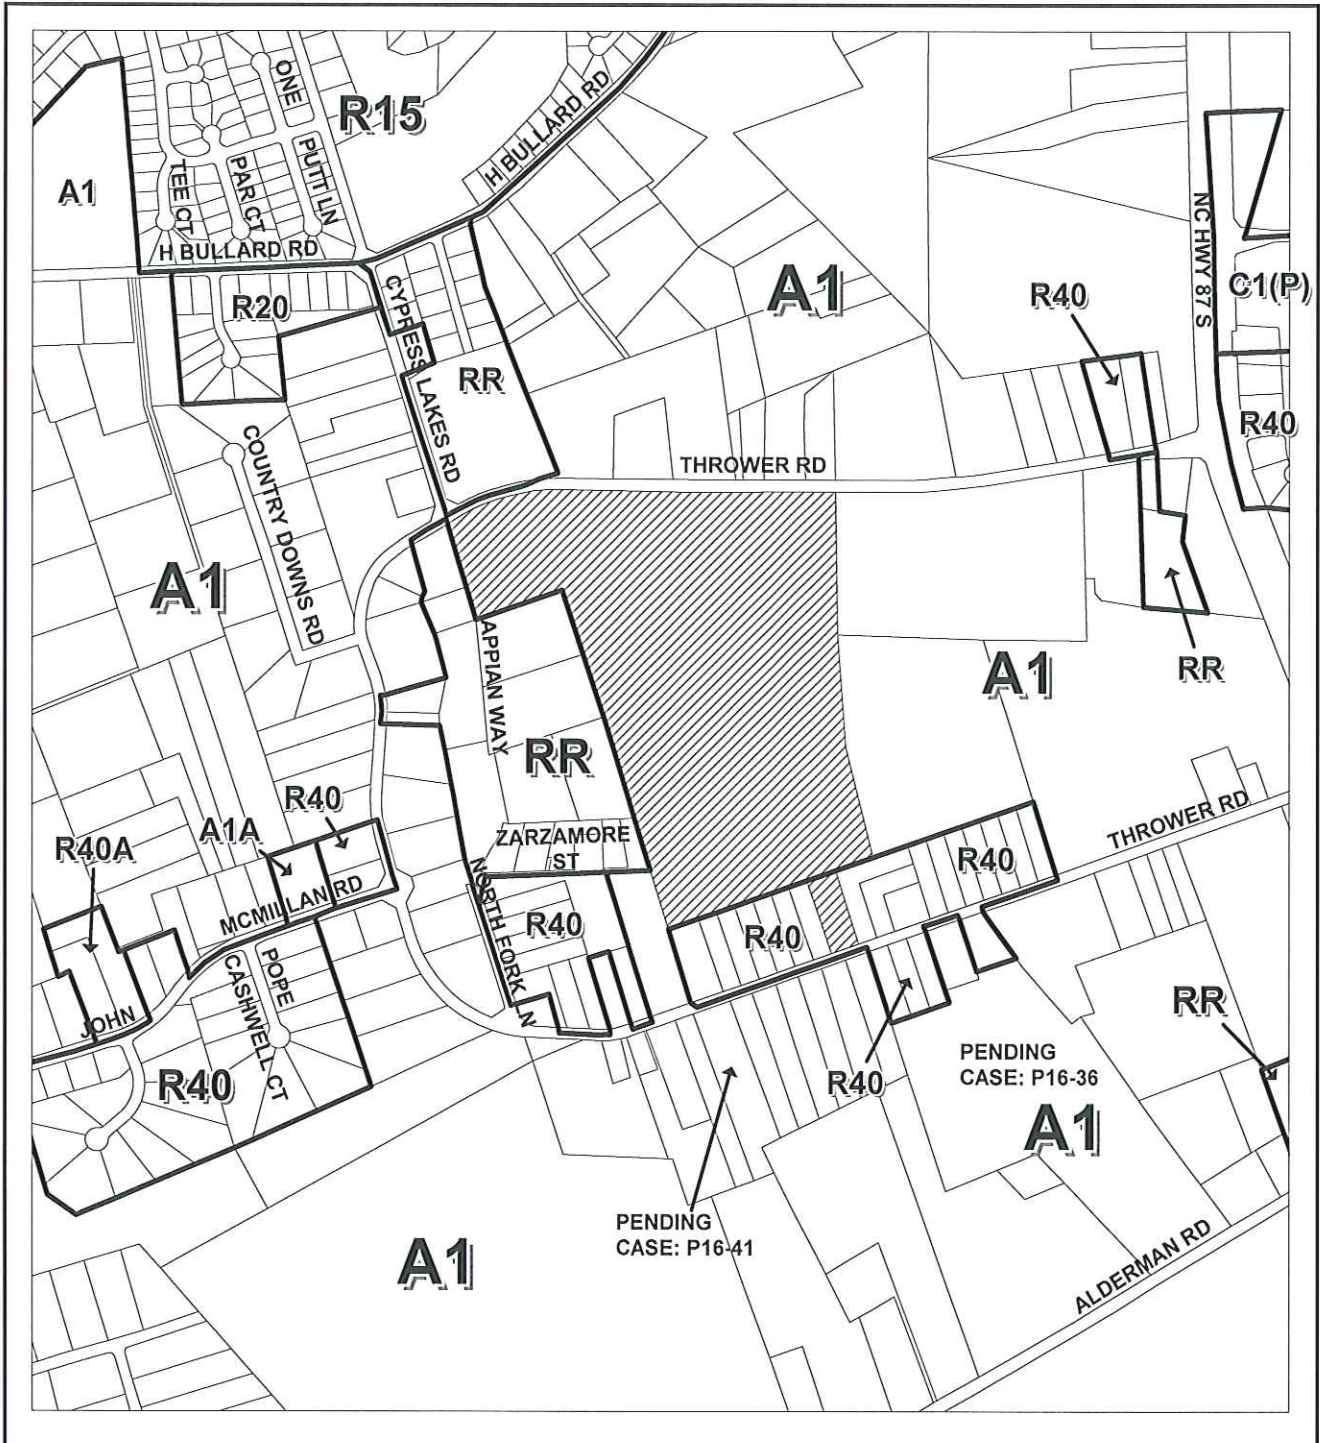 ONE
R15
H BULLARD RD
A1
TEE CT
PAR CT
PUTT LN
H BULLARD RD
NC HWY 87 S
R20
CYPRESS LAKES RD
A1
R40
C1(P)
RR
R40
COUNTRY DOWNS RD
THROWER RD
A1
APPIAN WAY
A1
RR
RR
R40
A1A
R40A
ZARZAMORE
ST
THROWER RD
R40
MCMILLAN RD
NORTH FORK LN
R40
R40
POPE
CASHWELL CT
JOHN
R40
RR
R40
PENDING
CASE: P16-36
A1
PENDING
CASE: P16-41
A1
ALDERMAN RD